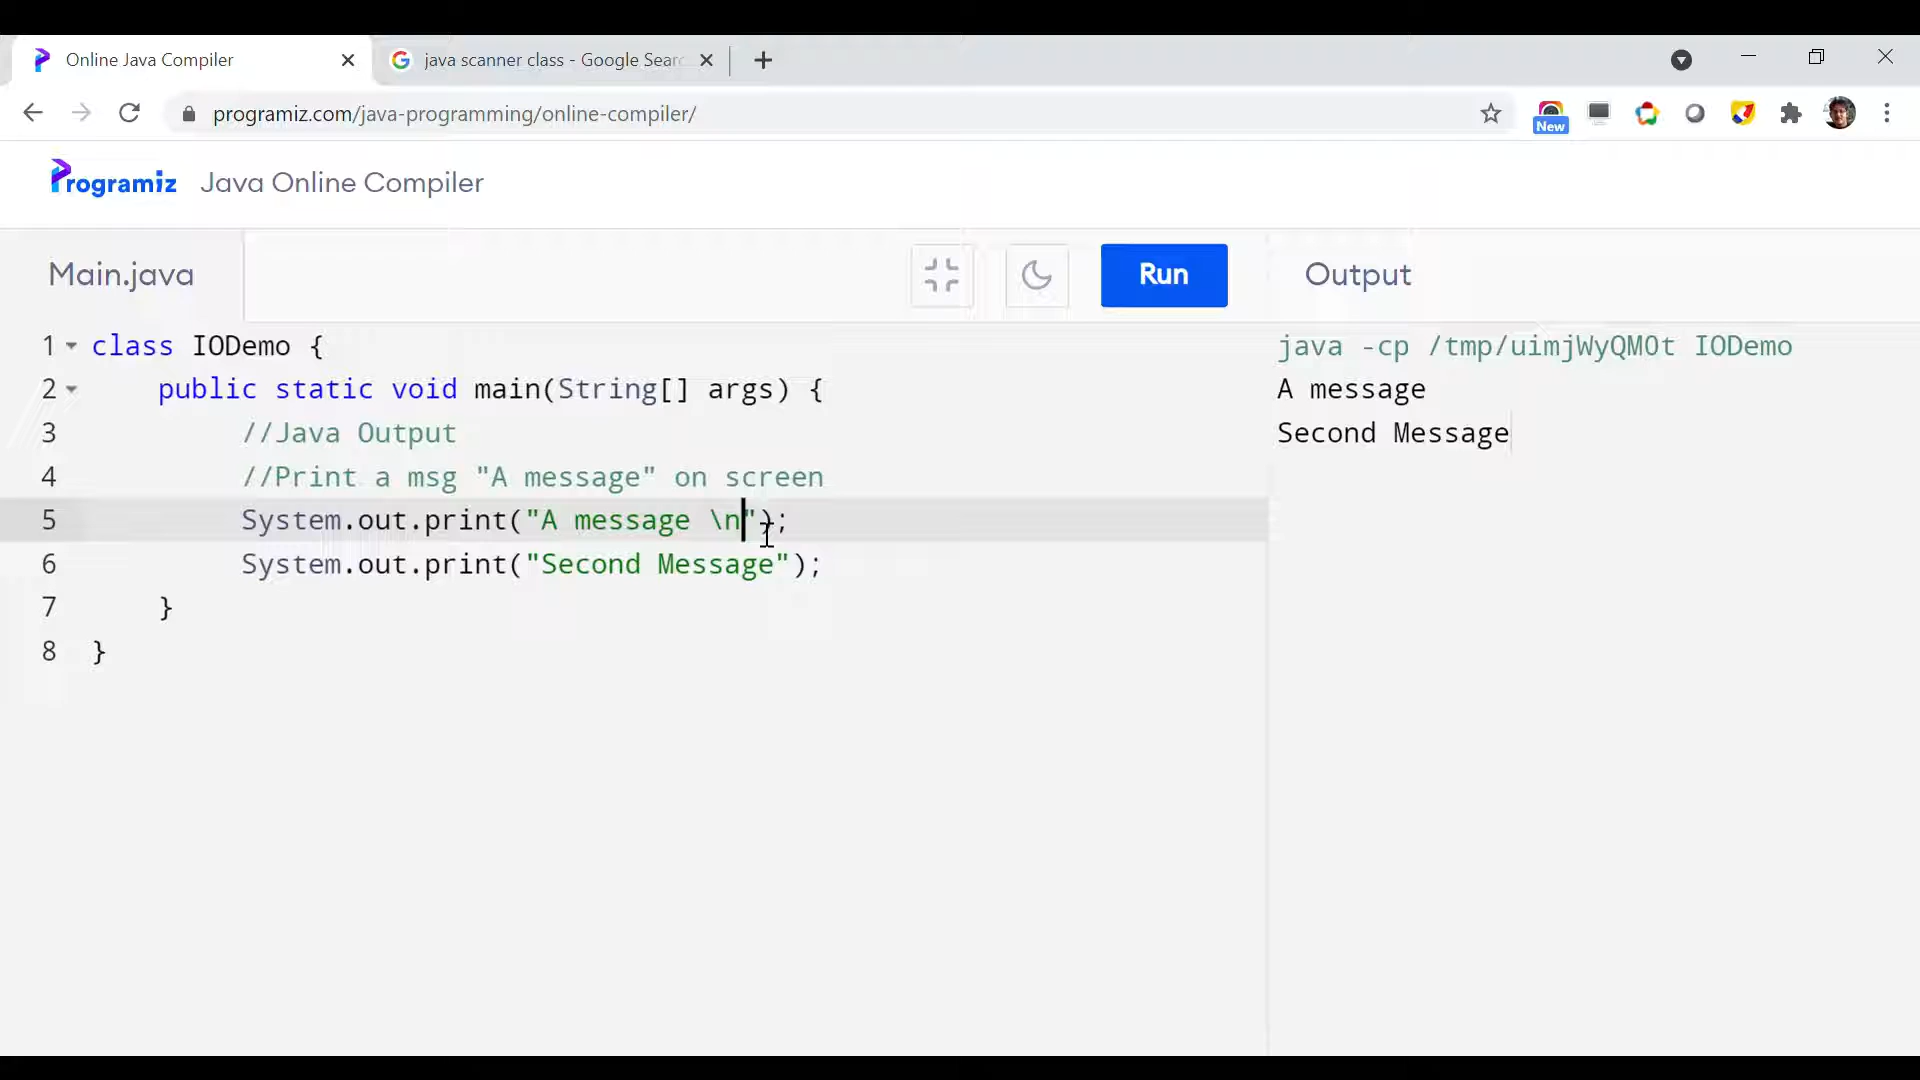 Online Java Compiler
java scanner class - Google Sear
programiz.com/java-programming/online-compiler/
New
Programiz Java Online Compiler
Main.java
Run
Output
1 class IODemo {
2     public static void main(String[] args) {
3         //Java Output
4         //Print a msg "A message" on screen
5         System.out.print("A message \n");
6         System.out.print("Second Message");
7     }
8 }
java -cp /tmp/uimjWyQM0t IODemo
A message
Second Message